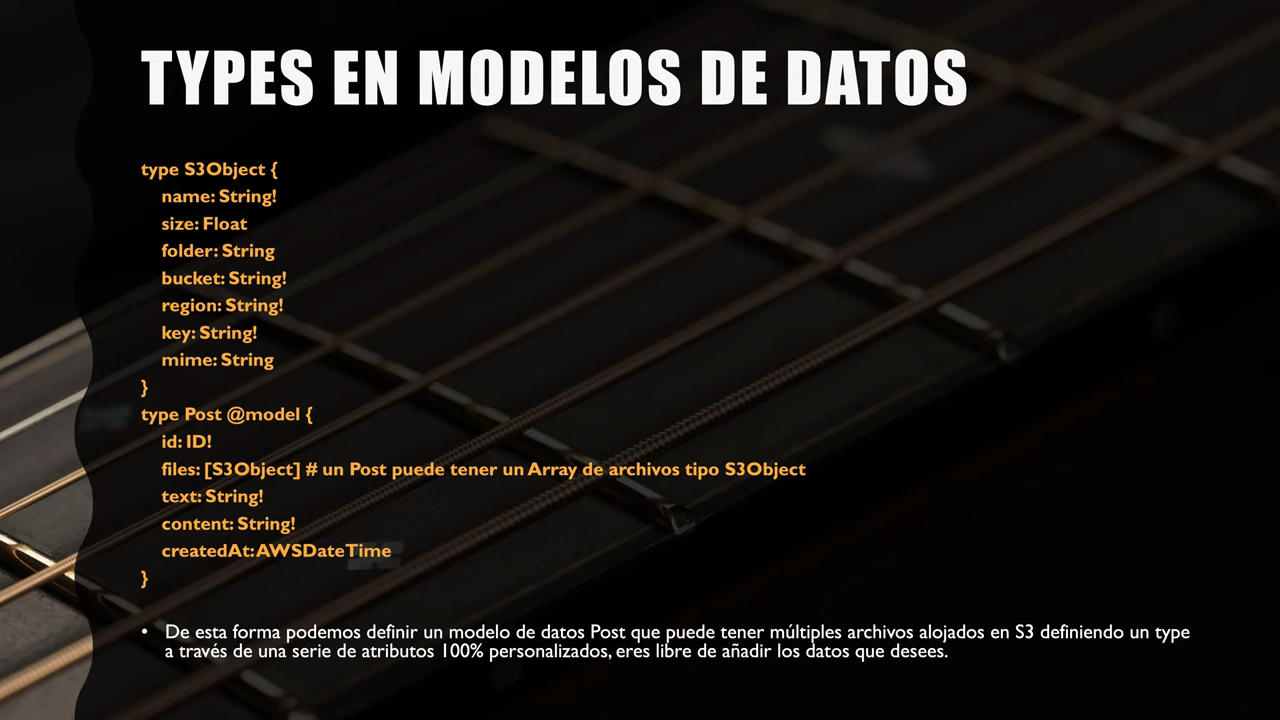 TYPES EN MODELOS DE DATOS
type S3Object {
name: String!
size: Float
folder: String
bucket: String!
region: String!
key: String!
mime: String
}
type Post @model {
id: ID!
files: [S3Object] # un Post puede tener un Array de archivos tipo S3Object
text: String!
content: String!
createdAt: AWSDateTime
}
• De esta forma podemos definir un modelo de datos Post que puede tener múltiples archivos alojados en S3 definiendo un type
a través de una serie de atributos 100% personalizados, eres libre de añadir los datos que desees.